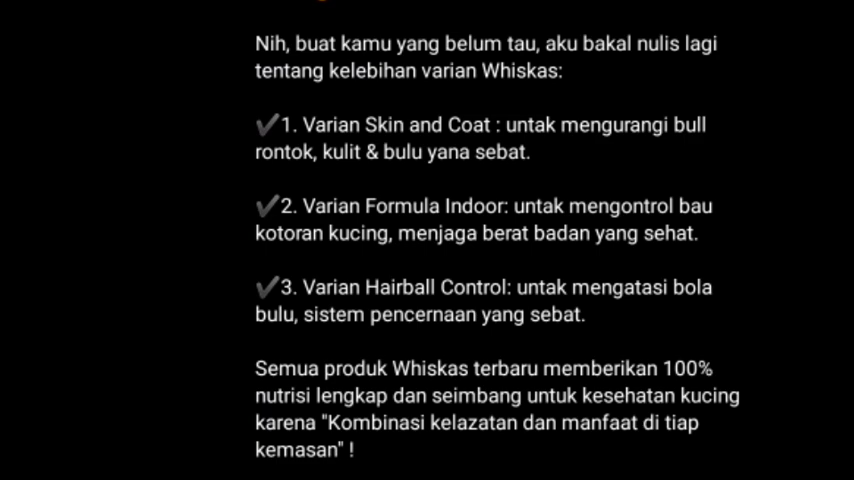 Nih, buat kamu yang belum tau, aku bakal nulis lagi
tentang kelebihan varian Whiskas:
✔1. Varian Skin and Coat : untak mengurangi bull
rontok, kulit & bulu yana sebat.
✔2. Varian Formula Indoor: untak mengontrol bau
kotoran kucing, menjaga berat badan yang sehat.
✔3. Varian Hairball Control: untak mengatasi bola
bulu, sistem pencernaan yang sebat.
Semua produk Whiskas terbaru memberikan 100%
nutrisi lengkap dan seimbang untuk kesehatan kucing
karena "Kombinasi kelazatan dan manfaat di tiap
kemasan" !